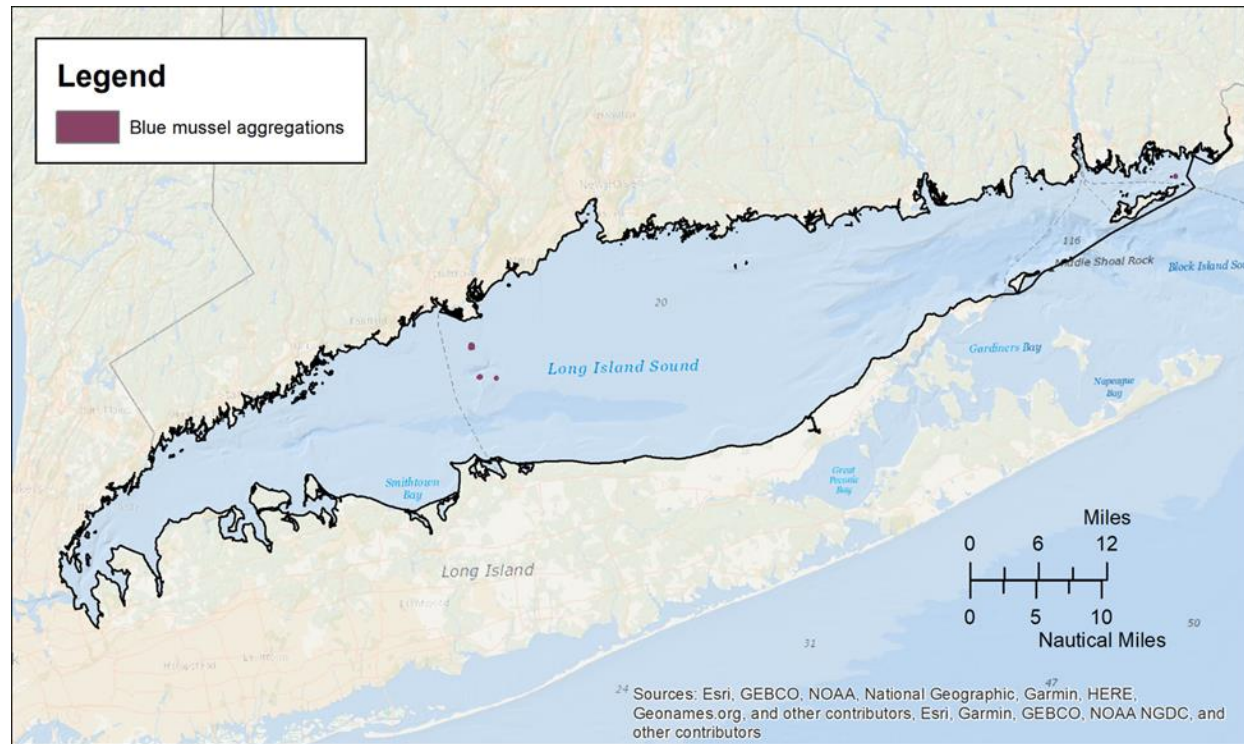 Legend
Blue mussel aggregations
116
Middle Shoal Rock
Block Island Sou
20
Long Island Sound
Gardiners Bay
Napeague
Bay
Smithtown
Bay
Great
Peconic
Bay
Long Island
Miles
0 6 12
0 5 10
Nautical Miles
50
31
47
24
Sources: Esri, GEBCO, NOAA, National Geographic, Garmin, HERE,
Geonames.org, and other contributors, Esri, Garmin, GEBCO, NOAA NGDC, and
other contributors